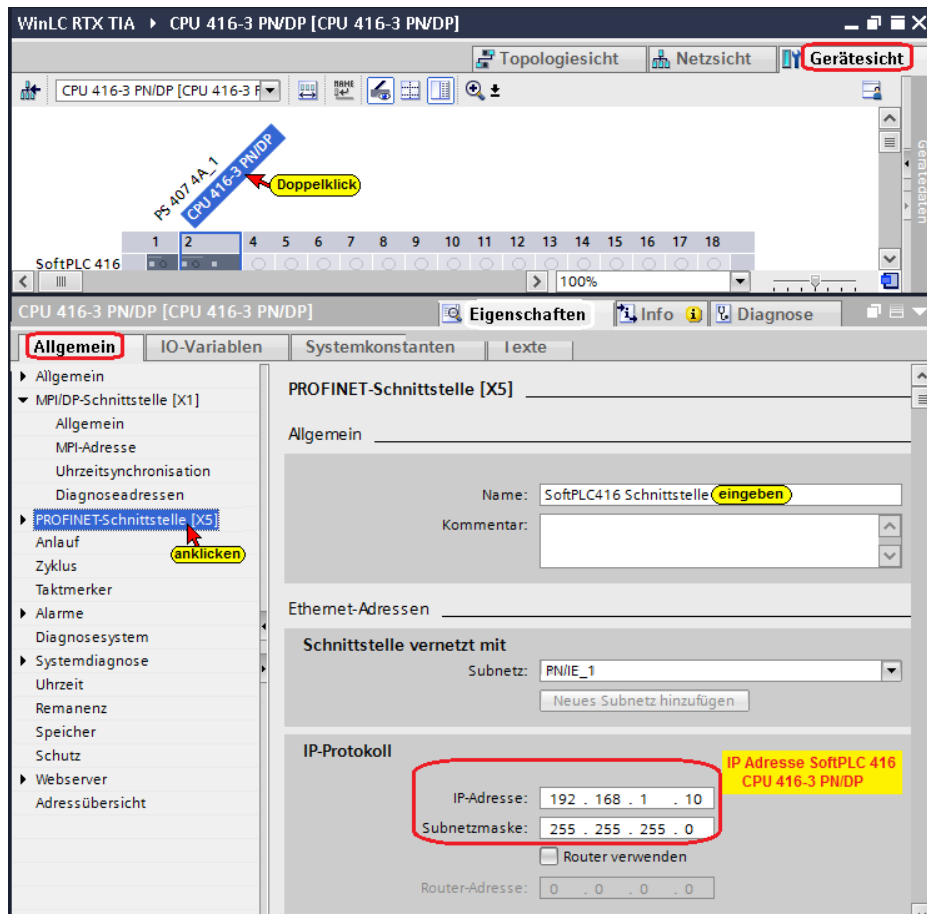 WinLC RTX TIA ▸ CPU 416-3 PN/DP [CPU 416-3 PN/DP]
Topologiesicht Netzsicht Gerätesicht
CPU 416-3 PN/DP [CPU 416-3 P
NAME
±
Gerätedaten
PS 407 4A_1
CPU 416-3 PN/DP
Doppelklick
1 2 4 5 6 7 8 9 10 11 12 13 14 15 16 17 18
SoftPLC 416
100%
CPU 416-3 PN/DP [CPU 416-3 PN/DP]
Eigenschaften Info Diagnose
Allgemein IO-Variablen Systemkonstanten Texte
Allgemein
MPI/DP-Schnittstelle [X1]
Allgemein
MPI-Adresse
Uhrzeitsynchronisation
Diagnoseadressen
PROFINET-Schnittstelle [X5]
anklicken
Anlauf
Zyklus
Taktmerker
Alarme
Diagnosesystem
Systemdiagnose
Uhrzeit
Remanenz
Speicher
Schutz
Webserver
Adressübersicht
PROFINET-Schnittstelle [X5]
Allgemein
Name: SoftPLC416 Schnittstelle eingeben
Kommentar:
Ethernet-Adressen
Schnittstelle vernetzt mit
Subnetz: PN/IE_1
Neues Subnetz hinzufügen
IP-Protokoll
IP Adresse SoftPLC 416
CPU 416-3 PN/DP
IP-Adresse: 192 . 168 . 1 . 10
Subnetzmaske: 255 . 255 . 255 . 0
Router verwenden
Router-Adresse: 0 . 0 . 0 . 0